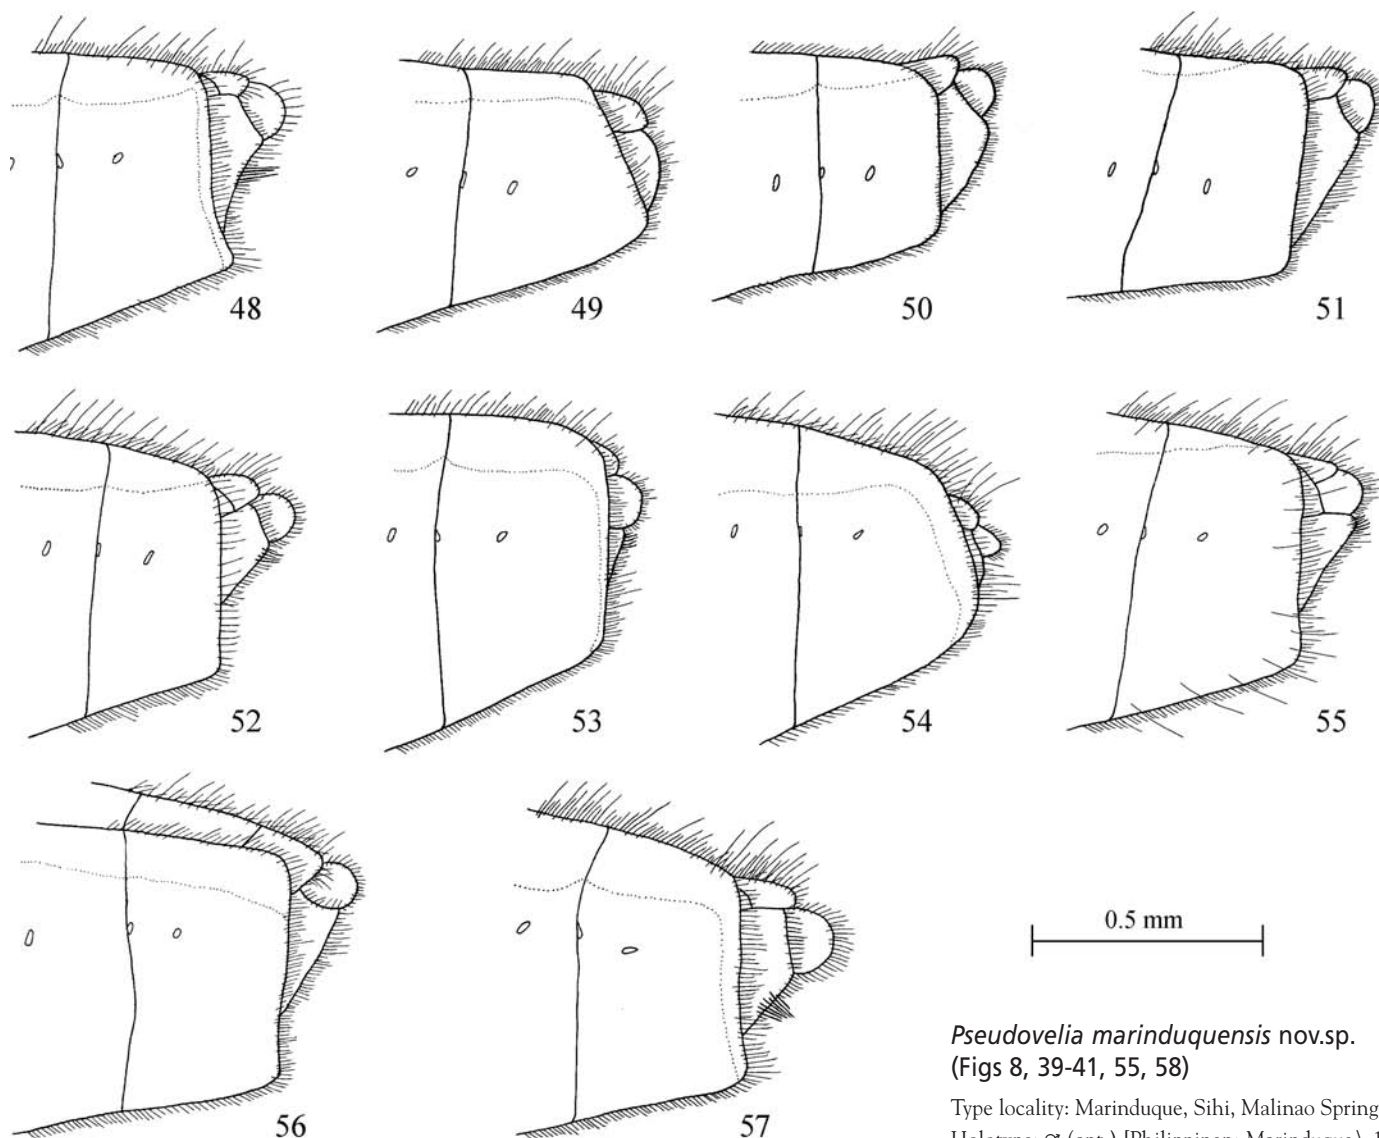 48
49
50
51
52
53
54
55
56
57
0.5 mm
Pseudovelia marinduquensis nov.sp.
(Figs 8, 39-41, 55, 58)
Type locality: Marinduque, Sihi, Malinao Spring